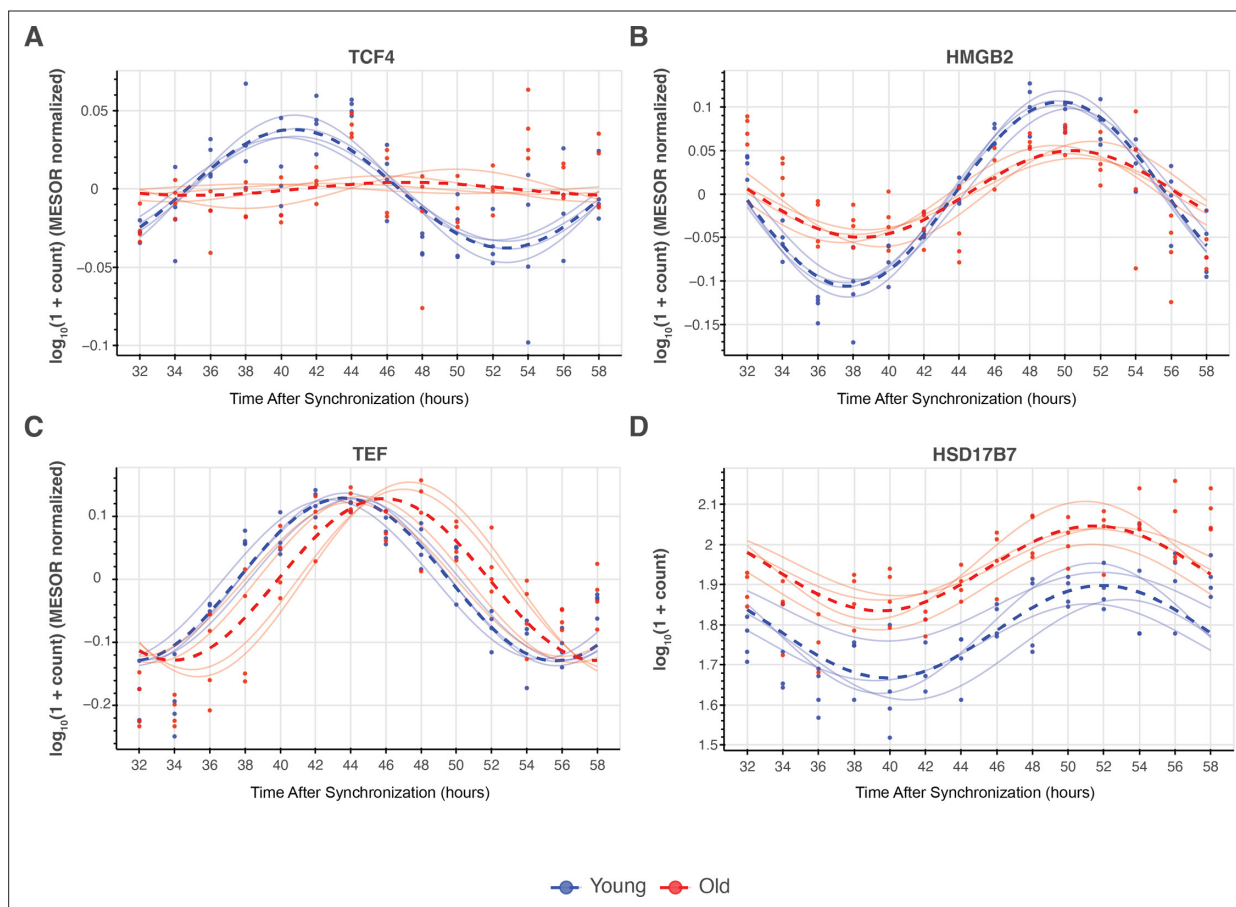 A
TCF4
log10(1 + count) (MESOR normalized)
0.05
0
−0.05
−0.1
32 34 36 38 40 42 44 46 48 50 52 54 56 58
Time After Synchronization (hours)
B
HMGB2
log10(1 + count) (MESOR normalized)
0.1
0.05
0
−0.05
−0.1
−0.15
32 34 36 38 40 42 44 46 48 50 52 54 56 58
Time After Synchronization (hours)
C
TEF
log10(1 + count) (MESOR normalized)
0.1
0
−0.1
−0.2
32 34 36 38 40 42 44 46 48 50 52 54 56 58
Time After Synchronization (hours)
D
HSD17B7
log10(1 + count)
2.1
2
1.9
1.8
1.7
1.6
1.5
32 34 36 38 40 42 44 46 48 50 52 54 56 58
Time After Synchronization (hours)
Young Old